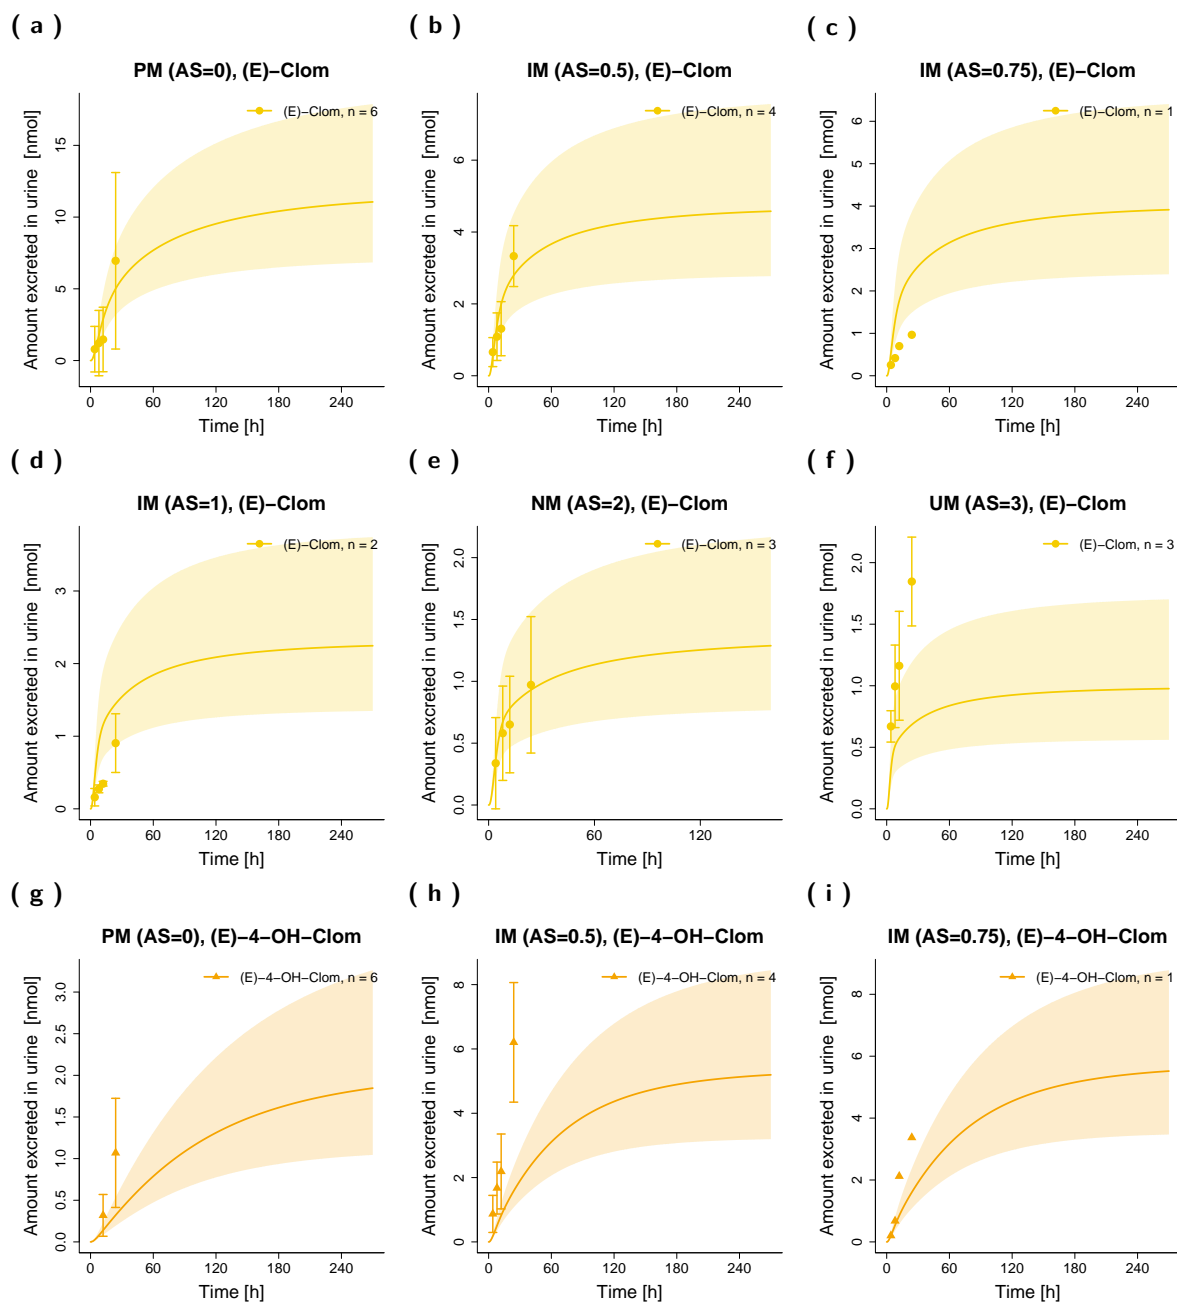 ( a )
PM (AS=0), (E)−Clom
(E)−Clom, n = 6
Amount excreted in urine [nmol]
0
5
10
15
0
60
120
180
240
Time [h]
( b )
IM (AS=0.5), (E)−Clom
(E)−Clom, n = 4
Amount excreted in urine [nmol]
0
2
4
6
0
60
120
180
240
Time [h]
( c )
IM (AS=0.75), (E)−Clom
(E)−Clom, n = 1
Amount excreted in urine [nmol]
0
1
2
3
4
5
6
0
60
120
180
240
Time [h]
( d )
IM (AS=1), (E)−Clom
(E)−Clom, n = 2
Amount excreted in urine [nmol]
0
1
2
3
0
60
120
180
240
Time [h]
( e )
NM (AS=2), (E)−Clom
(E)−Clom, n = 3
Amount excreted in urine [nmol]
0.0
0.5
1.0
1.5
2.0
0
60
120
Time [h]
( f )
UM (AS=3), (E)−Clom
(E)−Clom, n = 3
Amount excreted in urine [nmol]
0.0
0.5
1.0
1.5
2.0
0
60
120
180
240
Time [h]
( g )
PM (AS=0), (E)−4−OH−Clom
(E)−4−OH−Clom, n = 6
Amount excreted in urine [nmol]
0.0
0.5
1.0
1.5
2.0
2.5
3.0
0
60
120
180
240
Time [h]
( h )
IM (AS=0.5), (E)−4−OH−Clom
(E)−4−OH−Clom, n = 4
Amount excreted in urine [nmol]
0
2
4
6
8
0
60
120
180
240
Time [h]
( i )
IM (AS=0.75), (E)−4−OH−Clom
(E)−4−OH−Clom, n = 1
Amount excreted in urine [nmol]
0
2
4
6
8
0
60
120
180
240
Time [h]